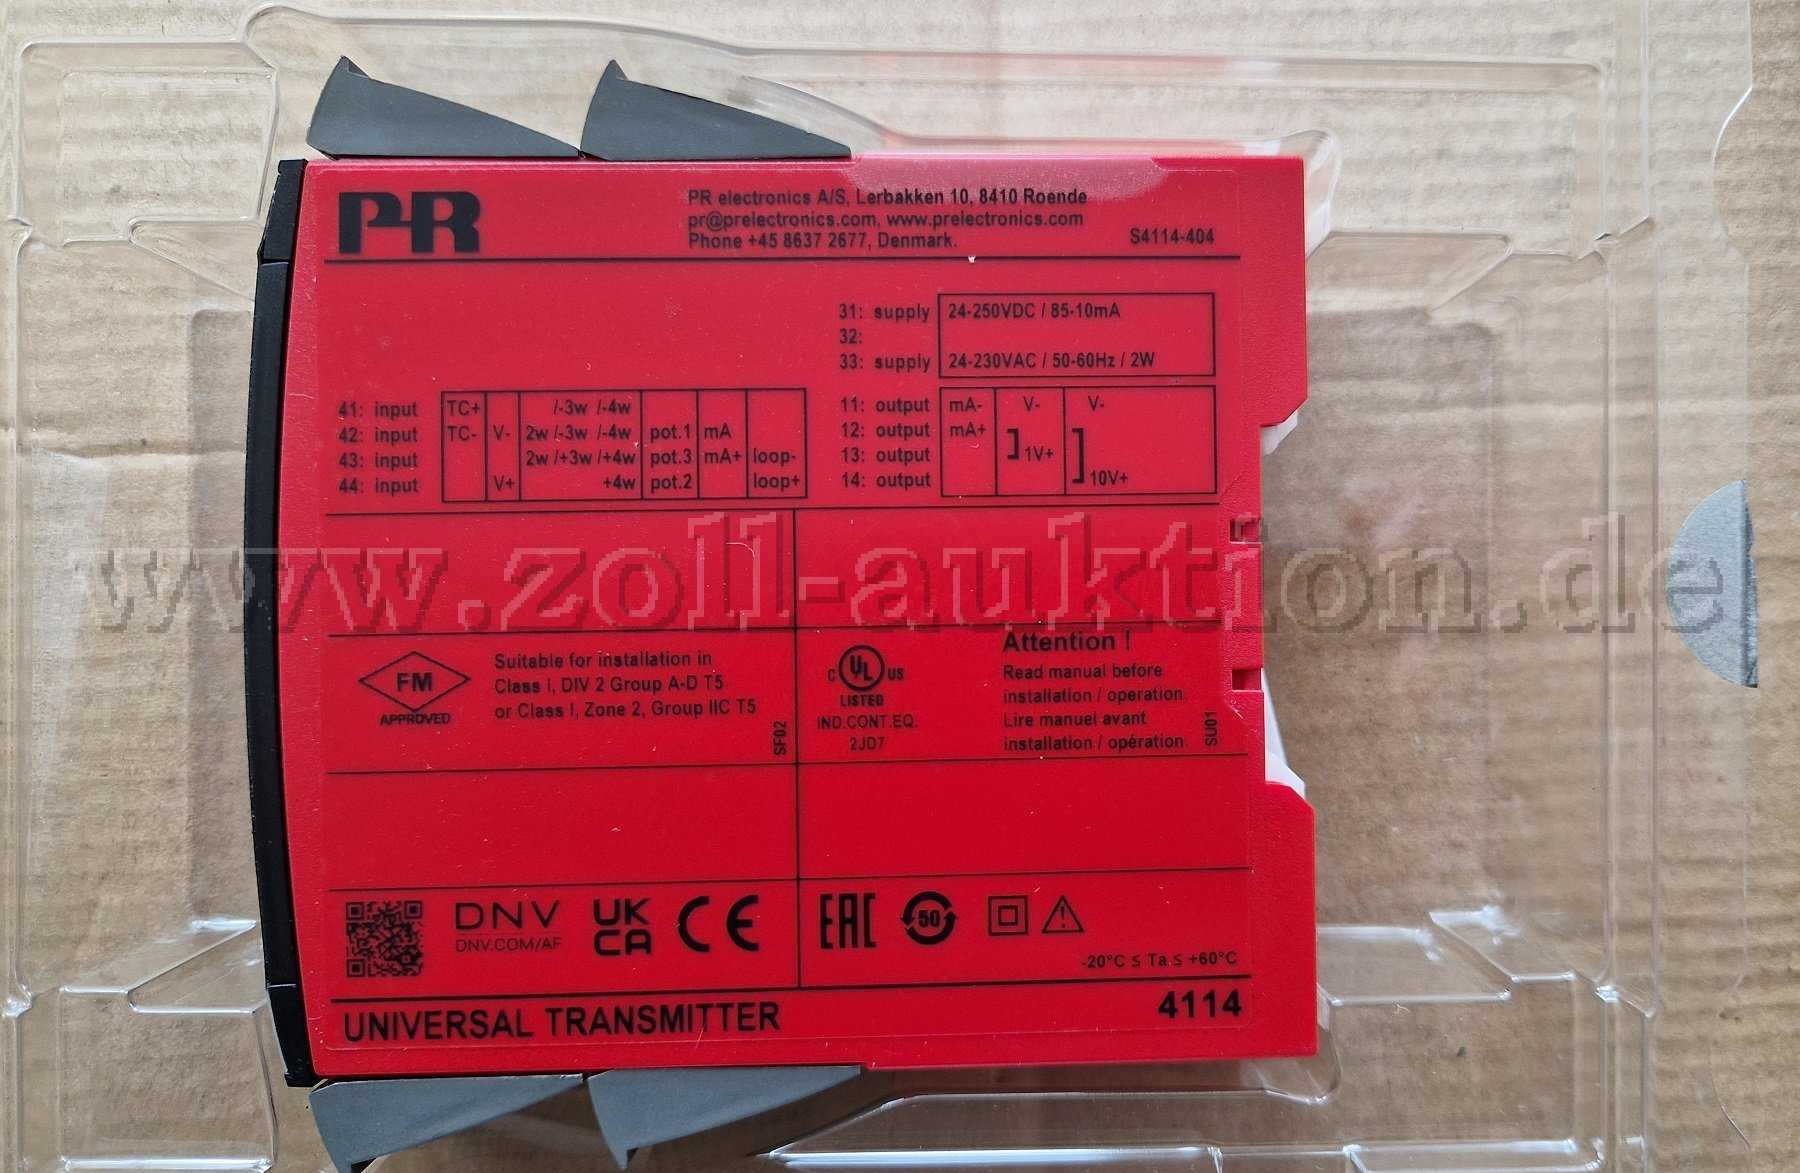 PR
PR electronics A/S, Lerbakken 10, 8410 Roende
pr@prelectronics.com, www.prelectronics.com
Phone +45 8637 2677, Denmark.
S4114-404
31: supply 24-250VDC / 85-10mA
32:
33: supply 24-230VAC / 50-60Hz / 2W
41: input TC+ /-3w /-4w
42: input TC- V- 2w /-3w /-4w pot.1 mA
43: input 2w /+3w /+4w pot.3 mA+ loop-
44: input V+ +4w pot.2 loop+
11: output mA- V- V-
12: output mA+
13: output 1V+
14: output 10V+
www.zoll-auktion.de
FM
APPROVED
Suitable for installation in
Class I, DIV 2 Group A-D T5
or Class I, Zone 2, Group IIC T5
SF02
C UL US
LISTED
IND.CONT.EQ.
2JD7
Attention !
Read manual before
installation / operation.
Lire manuel avant
installation / opération.
SU01
DNV
DNV.COM/AF
UK
CA
CE
EAC
50
-20°C ≤ Ta ≤ +60°C
UNIVERSAL TRANSMITTER
4114